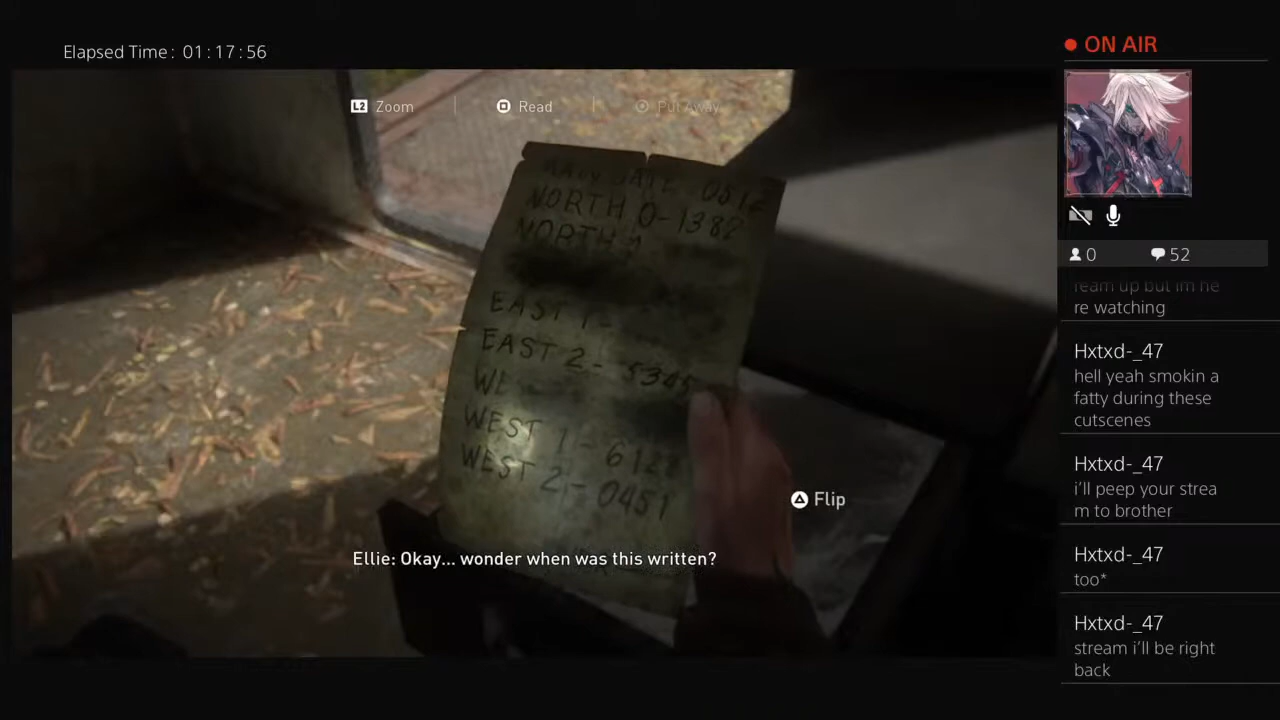 Elapsed Time: 01:17:56
ON AIR
L2 Zoom
Read
Put Away
0512
NORTH 0-1382
NORTH
EAST 1-
EAST 2- 5345
WEST 1- 612
WEST 2- 0451
Flip
Ellie: Okay... wonder when was this written?
0
52
re watching
Hxtxd-_47
hell yeah smokin a
fatty during these
cutscenes
Hxtxd-_47
i'll peep your strea
m to brother
Hxtxd-_47
too*
Hxtxd-_47
stream i'll be right
back